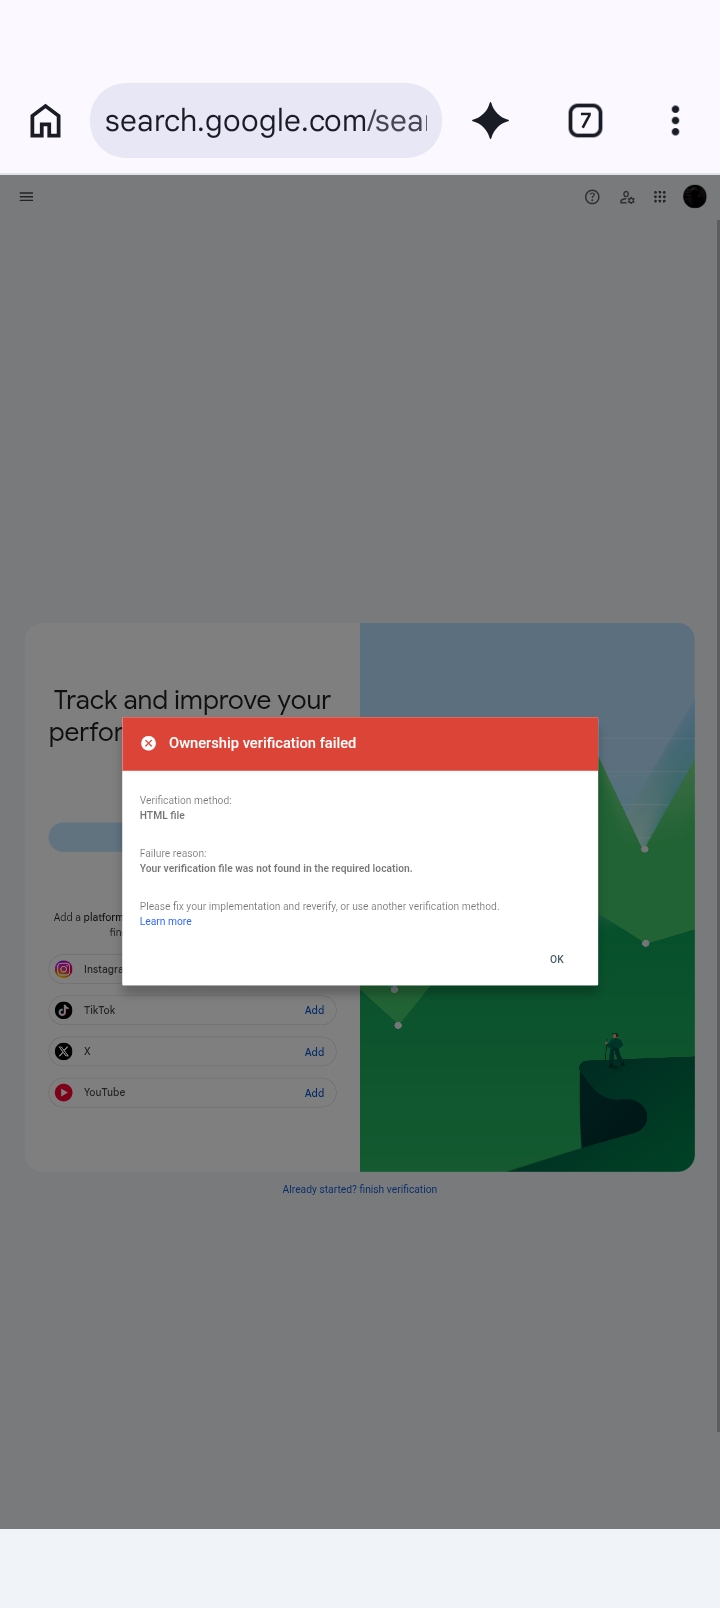 search.google.com/sear
7
Track and improve your
perfor
Ownership verification failed
Verification method:
HTML file
Failure reason:
Your verification file was not found in the required location.
Please fix your implementation and reverify, or use another verification method.
Learn more
OK
Add a platform
fin
Instagra
TikTok
Add
X
Add
YouTube
Add
Already started? finish verification